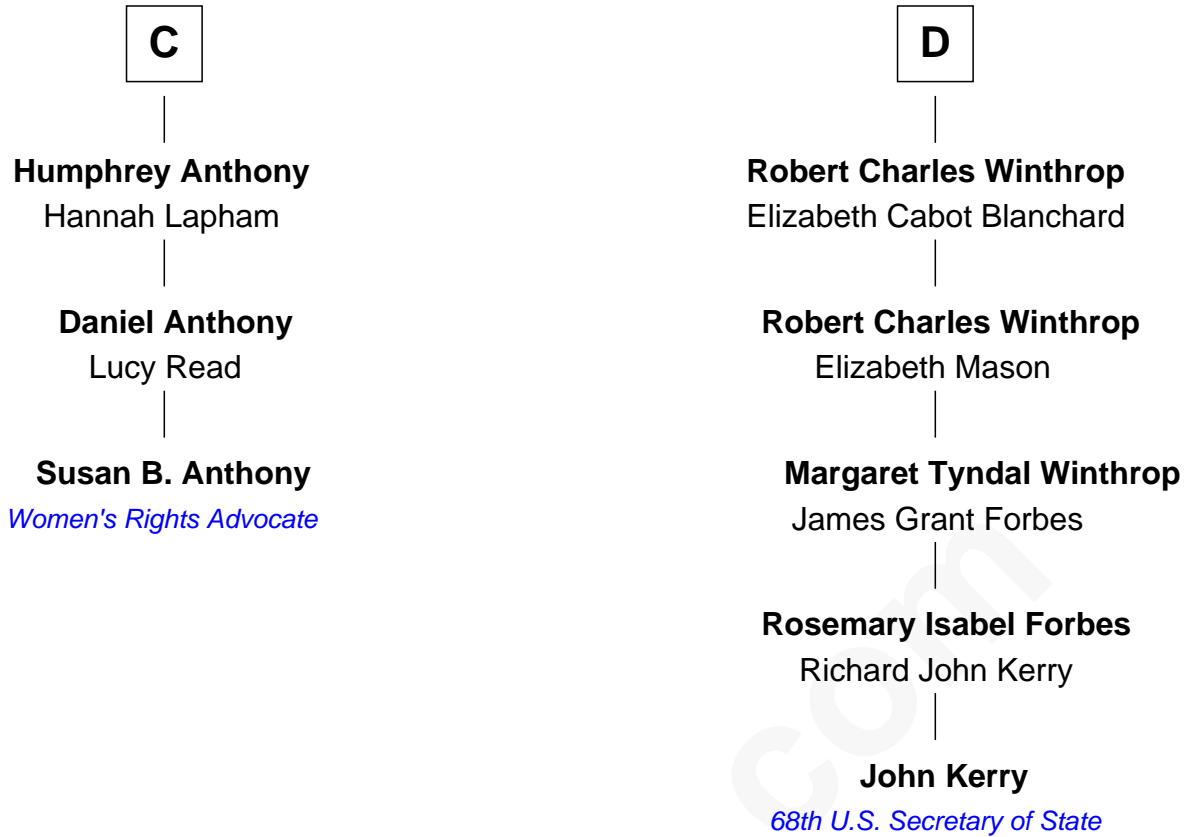 C
Humphrey Anthony
Hannah Lapham
Daniel Anthony
Lucy Read
Susan B. Anthony
Women's Rights Advocate
D
Robert Charles Winthrop
Elizabeth Cabot Blanchard
Robert Charles Winthrop
Elizabeth Mason
Margaret Tyndal Winthrop
James Grant Forbes
Rosemary Isabel Forbes
Richard John Kerry
John Kerry
68th U.S. Secretary of State
com